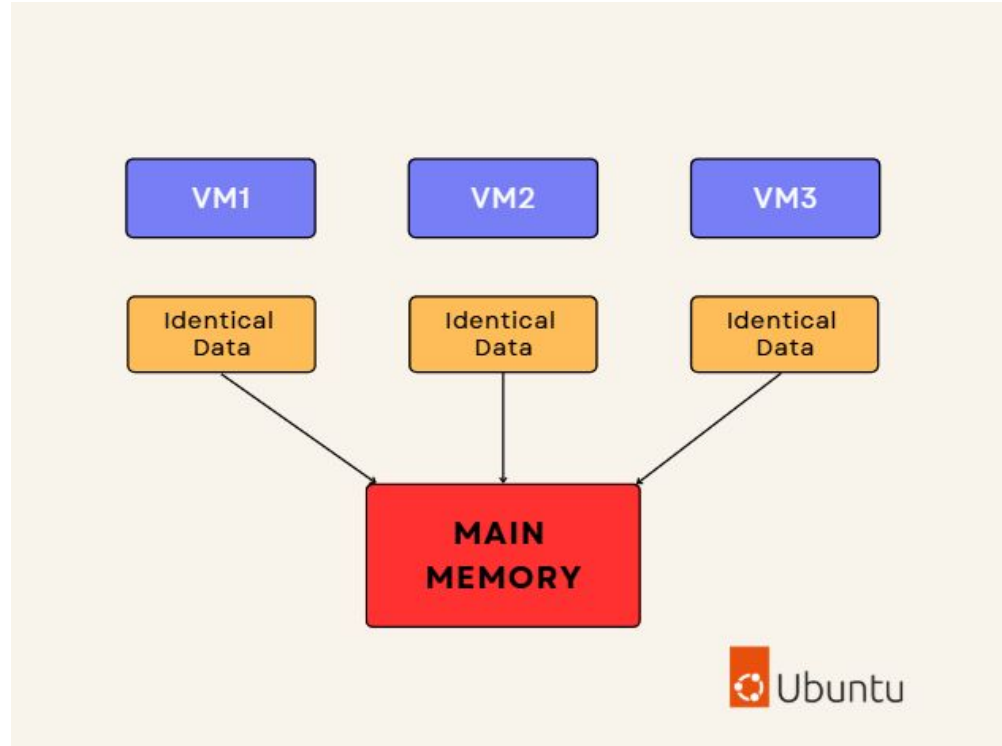 VM1
VM2
VM3
Identical
Data
Identical
Data
Identical
Data
MAIN
MEMORY
Ubuntu